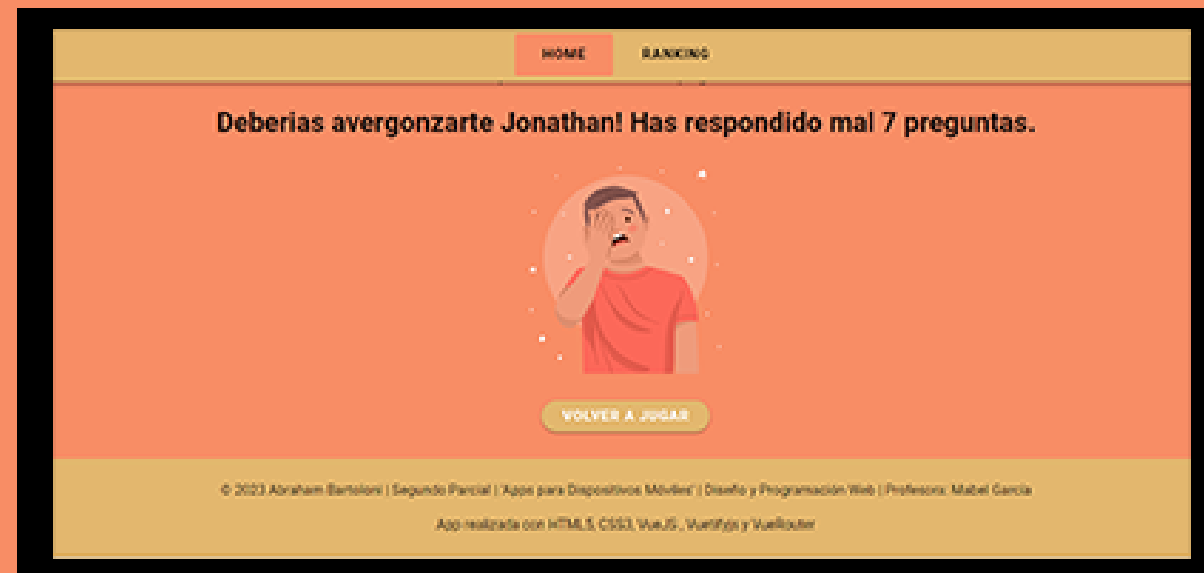 HOME RANKING
Deberias avergonzarte Jonathan! Has respondido mal 7 preguntas.
VOLVER A JUGAR
© 2023 Abraham Bartoloni | Segundo Parcial | 'Apps para Dispositivos Móviles' | Diseño y Programación Web | Profesora: Mabel García
App realizada con HTML5, CSS3, VueJS , Vuetifyjs y VueRouter